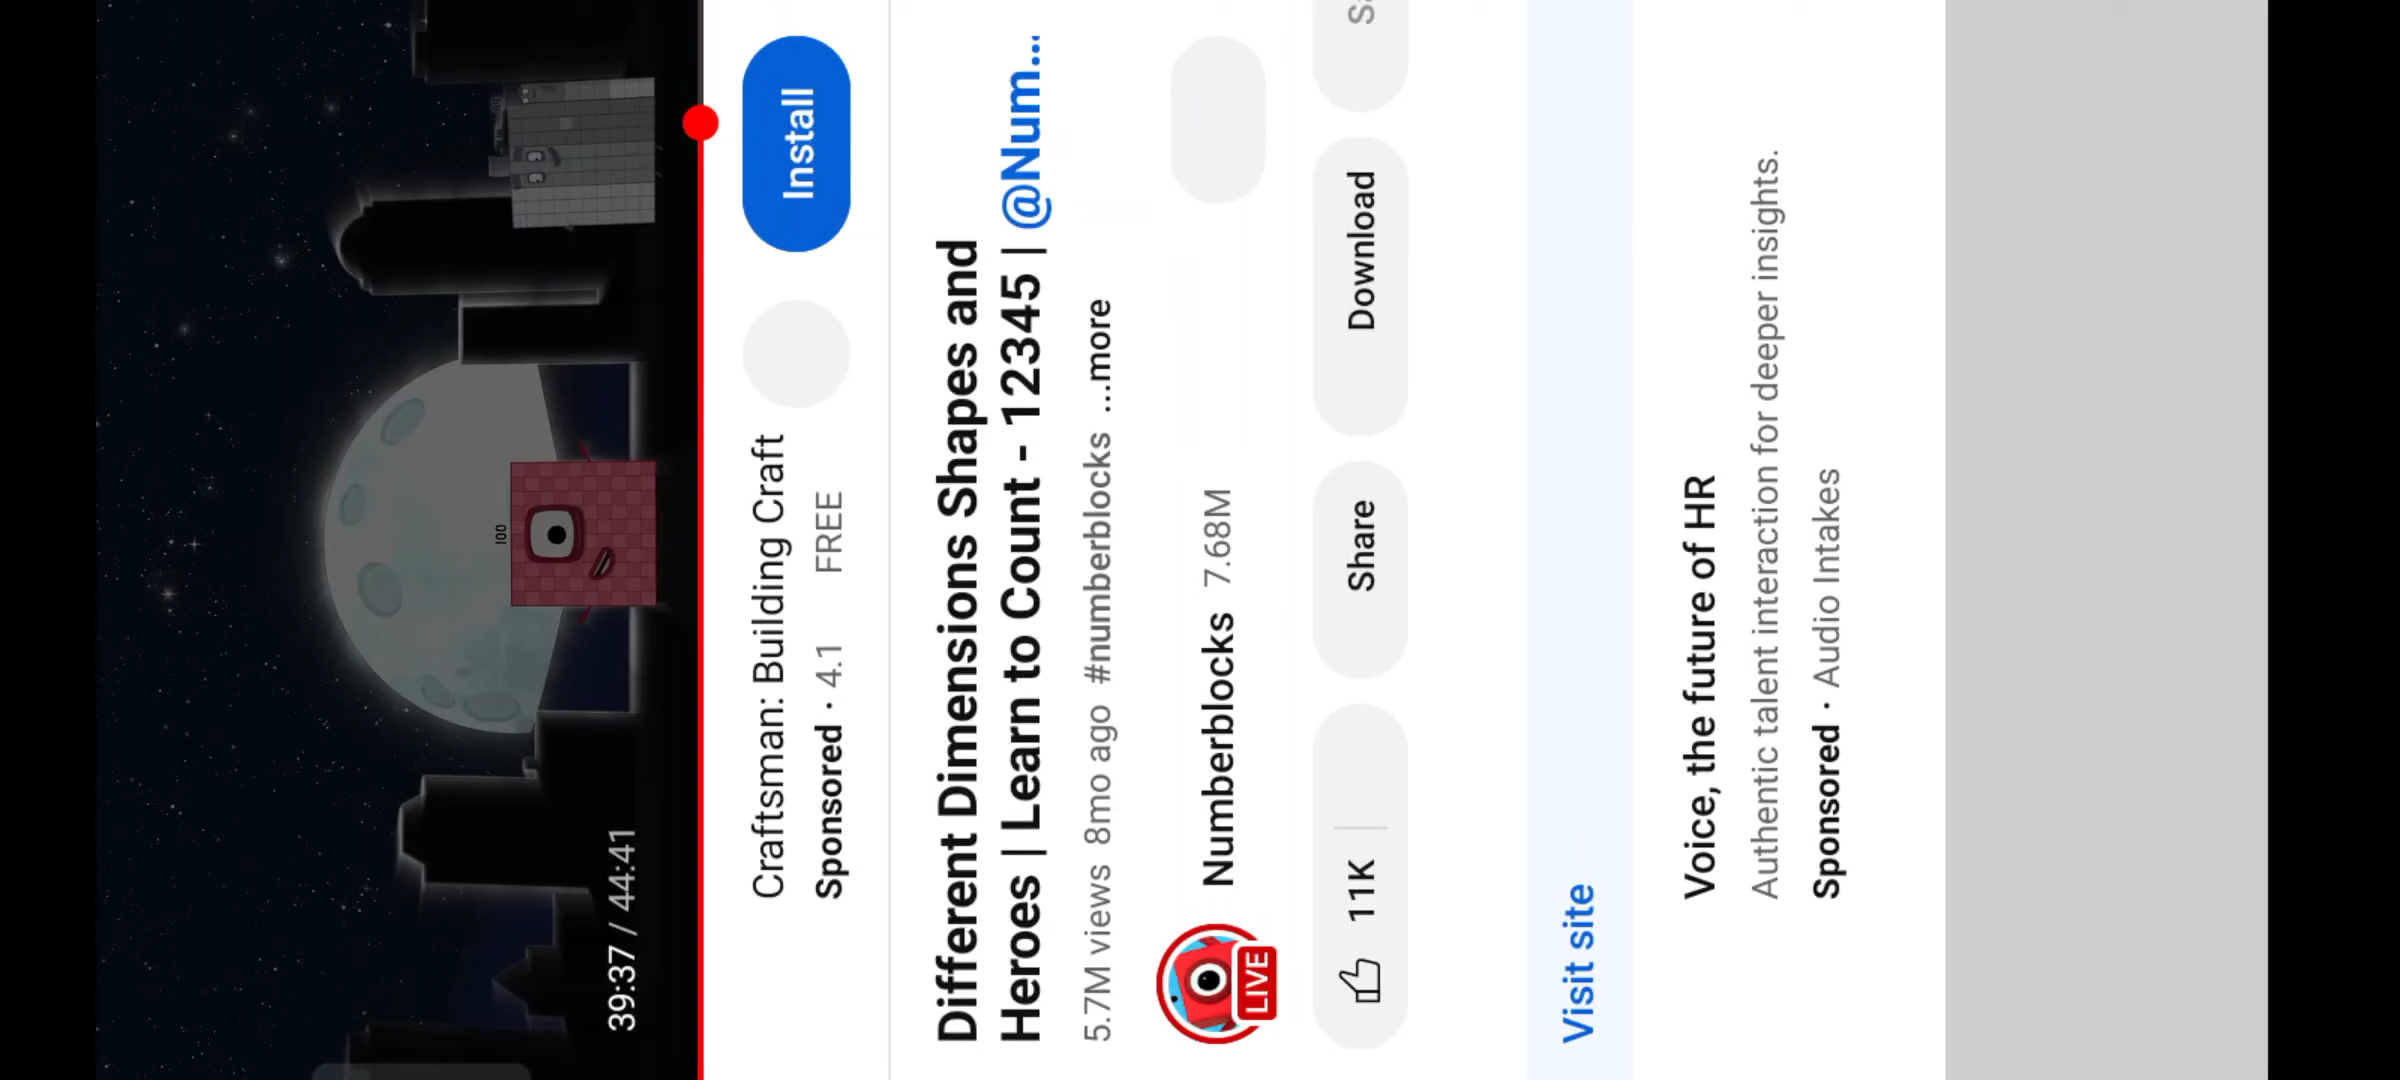 100
39:37 / 44:41
Craftsman: Building Craft
Sponsored · 4.1 FREE
Install
Different Dimensions Shapes and
Heroes | Learn to Count - 12345 | @Num...
5.7M views 8mo ago #numberblocks ...more
LIVE
Numberblocks 7.68M
11K
Share
Download
Visit site
Voice, the future of HR
Authentic talent interaction for deeper insights.
Sponsored · Audio Intakes